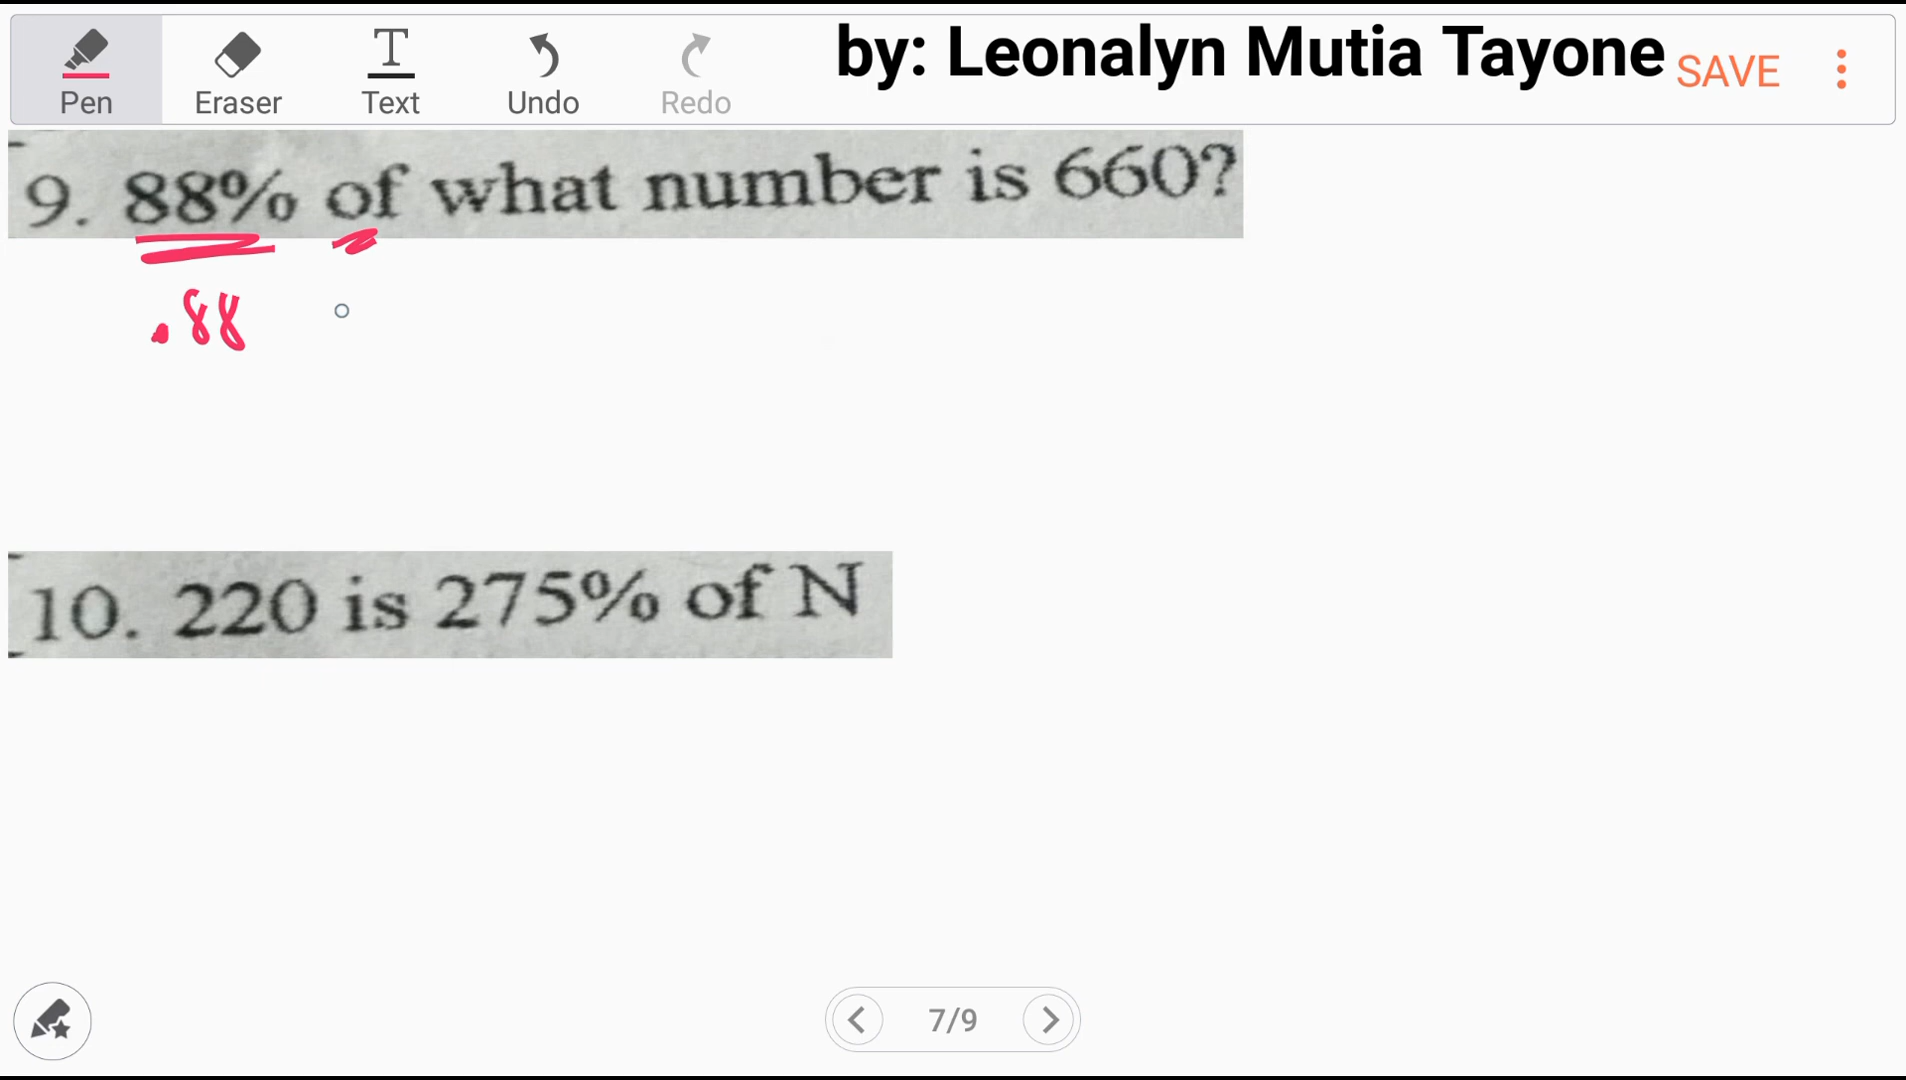 by: Leonalyn Mutia Tayone
Pen
Eraser
Text
Undo
Redo
SAVE
9. 88% of what number is 660?
.88
10. 220 is 275% of N
7/9